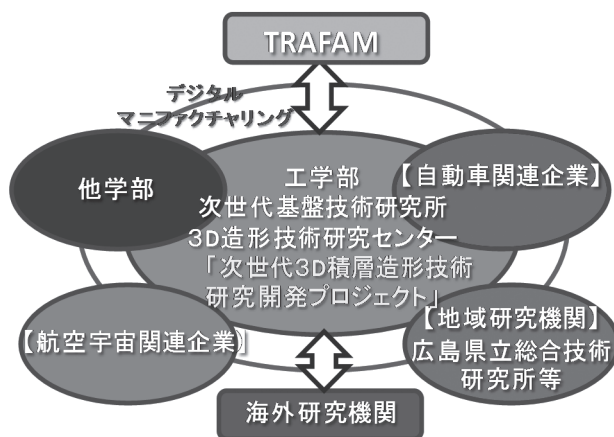 TRAFAM
デジタル
マニファクチャリング
他学部
工学部
次世代基盤技術研究所
3D造形技術研究センター
「次世代3D積層造形技術
研究開発プロジェクト」
【自動車関連企業】
【航空宇宙関連企業】
【地域研究機関】
広島県立総合技術
研究所等
海外研究機関